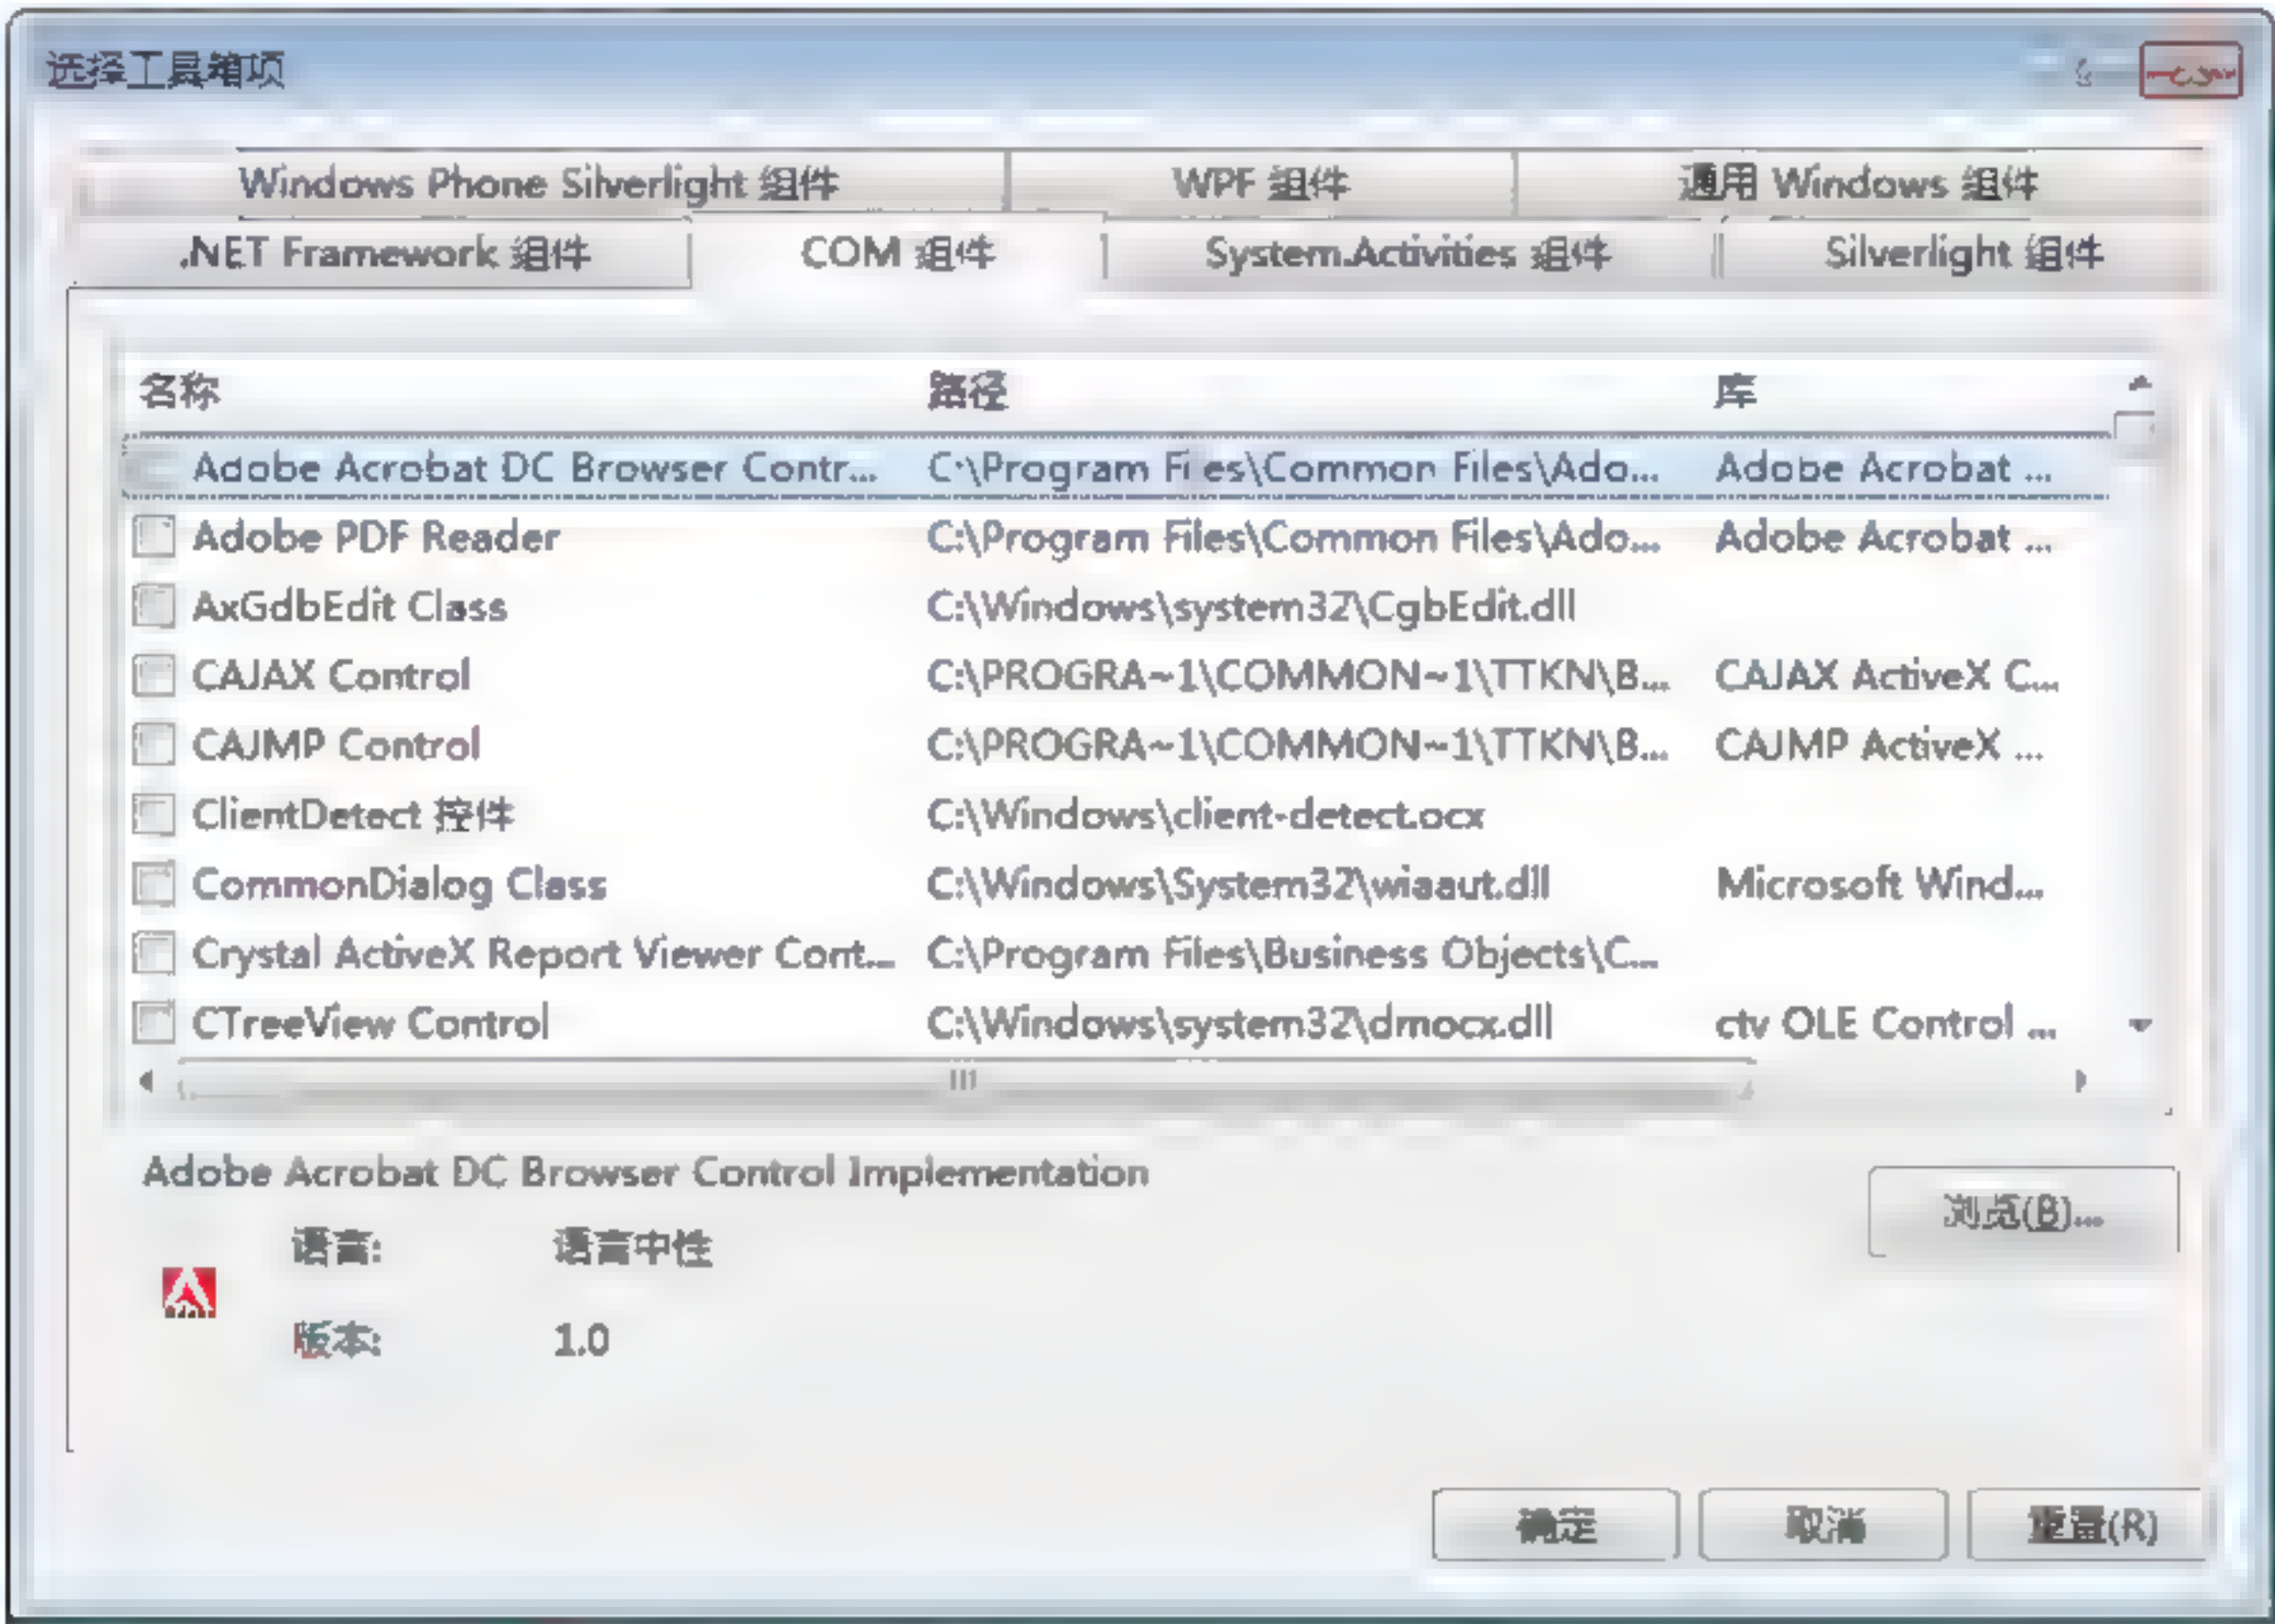 选择工具箱项
Windows Phone Silverlight 组件 WPF 组件 通用 Windows 组件
.NET Framework 组件 COM 组件 System.Activities 组件 Silverlight 组件
名称 路径 库
Adobe Acrobat DC Browser Contr... C:\Program Files\Common Files\Ado... Adobe Acrobat ...
Adobe PDF Reader C:\Program Files\Common Files\Ado... Adobe Acrobat ...
AxGdbEdit Class C:\Windows\system32\CgbEdit.dll
CAJAX Control C:\PROGRA~1\COMMON~1\TTKN\B... CAJAX ActiveX C...
CAJMP Control C:\PROGRA~1\COMMON~1\TTKN\B... CAJMP ActiveX ...
ClientDetect 控件 C:\Windows\client-detect.ocx
CommonDialog Class C:\Windows\System32\wiaaut.dll Microsoft Wind...
Crystal ActiveX Report Viewer Cont... C:\Program Files\Business Objects\C...
CTreeView Control C:\Windows\system32\dmocx.dll ctv OLE Control ...
Adobe Acrobat DC Browser Control Implementation
浏览(B)...
语言: 语言中性
版本: 1.0
确定 取消 重置(R)